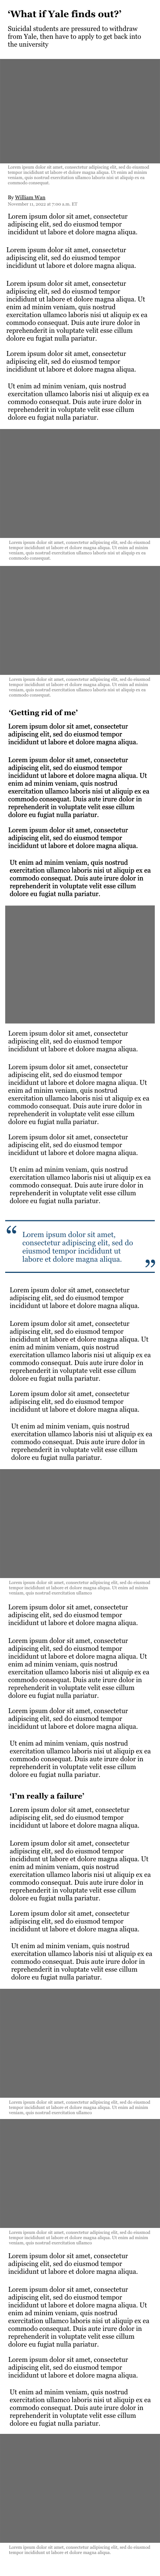 ‘What if Yale finds out?’
Suicidal students are pressured to withdraw
from Yale, then have to apply to get back into
the university
Lorem ipsum dolor sit amet, consectetur adipiscing elit, sed do eiusmod
tempor incididunt ut labore et dolore magna aliqua. Ut enim ad minim
veniam, quis nostrud exercitation ullamco laboris nisi ut aliquip ex ea
commodo consequat.
By William Wan
November 11, 2022 at 7:00 a.m. ET
Lorem ipsum dolor sit amet, consectetur
adipiscing elit, sed do eiusmod tempor
incididunt ut labore et dolore magna aliqua.
Lorem ipsum dolor sit amet, consectetur
adipiscing elit, sed do eiusmod tempor
incididunt ut labore et dolore magna aliqua.
Lorem ipsum dolor sit amet, consectetur
adipiscing elit, sed do eiusmod tempor
incididunt ut labore et dolore magna aliqua. Ut
enim ad minim veniam, quis nostrud
exercitation ullamco laboris nisi ut aliquip ex ea
commodo consequat. Duis aute irure dolor in
reprehenderit in voluptate velit esse cillum
dolore eu fugiat nulla pariatur.
Lorem ipsum dolor sit amet, consectetur
adipiscing elit, sed do eiusmod tempor
incididunt ut labore et dolore magna aliqua.
Ut enim ad minim veniam, quis nostrud
exercitation ullamco laboris nisi ut aliquip ex ea
commodo consequat. Duis aute irure dolor in
reprehenderit in voluptate velit esse cillum
dolore eu fugiat nulla pariatur.
Lorem ipsum dolor sit amet, consectetur adipiscing elit, sed do eiusmod
tempor incididunt ut labore et dolore magna aliqua. Ut enim ad minim
veniam, quis nostrud exercitation ullamco laboris nisi ut aliquip ex ea
commodo consequat.
Lorem ipsum dolor sit amet, consectetur adipiscing elit, sed do eiusmod
tempor incididunt ut labore et dolore magna aliqua. Ut enim ad minim
veniam, quis nostrud exercitation ullamco laboris nisi ut aliquip ex ea
commodo consequat.
‘Getting rid of me’
Lorem ipsum dolor sit amet, consectetur
adipiscing elit, sed do eiusmod tempor
incididunt ut labore et dolore magna aliqua.
Lorem ipsum dolor sit amet, consectetur
adipiscing elit, sed do eiusmod tempor
incididunt ut labore et dolore magna aliqua. Ut
enim ad minim veniam, quis nostrud
exercitation ullamco laboris nisi ut aliquip ex ea
commodo consequat. Duis aute irure dolor in
reprehenderit in voluptate velit esse cillum
dolore eu fugiat nulla pariatur.
Lorem ipsum dolor sit amet, consectetur
adipiscing elit, sed do eiusmod tempor
incididunt ut labore et dolore magna aliqua.
Ut enim ad minim veniam, quis nostrud
exercitation ullamco laboris nisi ut aliquip ex ea
commodo consequat. Duis aute irure dolor in
reprehenderit in voluptate velit esse cillum
dolore eu fugiat nulla pariatur.
Lorem ipsum dolor sit amet, consectetur
adipiscing elit, sed do eiusmod tempor
incididunt ut labore et dolore magna aliqua.
Lorem ipsum dolor sit amet, consectetur
adipiscing elit, sed do eiusmod tempor
incididunt ut labore et dolore magna aliqua. Ut
enim ad minim veniam, quis nostrud
exercitation ullamco laboris nisi ut aliquip ex ea
commodo consequat. Duis aute irure dolor in
reprehenderit in voluptate velit esse cillum
dolore eu fugiat nulla pariatur.
Lorem ipsum dolor sit amet, consectetur
adipiscing elit, sed do eiusmod tempor
incididunt ut labore et dolore magna aliqua.
Ut enim ad minim veniam, quis nostrud
exercitation ullamco laboris nisi ut aliquip ex ea
commodo consequat. Duis aute irure dolor in
reprehenderit in voluptate velit esse cillum
dolore eu fugiat nulla pariatur.
“
Lorem ipsum dolor sit amet,
consectetur adipiscing elit, sed do
eiusmod tempor incididunt ut
labore et dolore magna aliqua.
”
Lorem ipsum dolor sit amet, consectetur
adipiscing elit, sed do eiusmod tempor
incididunt ut labore et dolore magna aliqua.
Lorem ipsum dolor sit amet, consectetur
adipiscing elit, sed do eiusmod tempor
incididunt ut labore et dolore magna aliqua. Ut
enim ad minim veniam, quis nostrud
exercitation ullamco laboris nisi ut aliquip ex ea
commodo consequat. Duis aute irure dolor in
reprehenderit in voluptate velit esse cillum
dolore eu fugiat nulla pariatur.
Lorem ipsum dolor sit amet, consectetur
adipiscing elit, sed do eiusmod tempor
incididunt ut labore et dolore magna aliqua.
Ut enim ad minim veniam, quis nostrud
exercitation ullamco laboris nisi ut aliquip ex ea
commodo consequat. Duis aute irure dolor in
reprehenderit in voluptate velit esse cillum
dolore eu fugiat nulla pariatur.
Lorem ipsum dolor sit amet, consectetur adipiscing elit, sed do eiusmod
tempor incididunt ut labore et dolore magna aliqua. Ut enim ad minim
veniam, quis nostrud exercitation ullamco
Lorem ipsum dolor sit amet, consectetur
adipiscing elit, sed do eiusmod tempor
incididunt ut labore et dolore magna aliqua.
Lorem ipsum dolor sit amet, consectetur
adipiscing elit, sed do eiusmod tempor
incididunt ut labore et dolore magna aliqua. Ut
enim ad minim veniam, quis nostrud
exercitation ullamco laboris nisi ut aliquip ex ea
commodo consequat. Duis aute irure dolor in
reprehenderit in voluptate velit esse cillum
dolore eu fugiat nulla pariatur.
Lorem ipsum dolor sit amet, consectetur
adipiscing elit, sed do eiusmod tempor
incididunt ut labore et dolore magna aliqua.
Ut enim ad minim veniam, quis nostrud
exercitation ullamco laboris nisi ut aliquip ex ea
commodo consequat. Duis aute irure dolor in
reprehenderit in voluptate velit esse cillum
dolore eu fugiat nulla pariatur.
‘I’m really a failure’
Lorem ipsum dolor sit amet, consectetur
adipiscing elit, sed do eiusmod tempor
incididunt ut labore et dolore magna aliqua.
Lorem ipsum dolor sit amet, consectetur
adipiscing elit, sed do eiusmod tempor
incididunt ut labore et dolore magna aliqua. Ut
enim ad minim veniam, quis nostrud
exercitation ullamco laboris nisi ut aliquip ex ea
commodo consequat. Duis aute irure dolor in
reprehenderit in voluptate velit esse cillum
dolore eu fugiat nulla pariatur.
Lorem ipsum dolor sit amet, consectetur
adipiscing elit, sed do eiusmod tempor
incididunt ut labore et dolore magna aliqua.
Ut enim ad minim veniam, quis nostrud
exercitation ullamco laboris nisi ut aliquip ex ea
commodo consequat. Duis aute irure dolor in
reprehenderit in voluptate velit esse cillum
dolore eu fugiat nulla pariatur.
Lorem ipsum dolor sit amet, consectetur adipiscing elit, sed do eiusmod
tempor incididunt ut labore et dolore magna aliqua. Ut enim ad minim
veniam, quis nostrud exercitation ullamco
Lorem ipsum dolor sit amet, consectetur adipiscing elit, sed do eiusmod
tempor incididunt ut labore et dolore magna aliqua. Ut enim ad minim
veniam, quis nostrud exercitation ullamco
Lorem ipsum dolor sit amet, consectetur
adipiscing elit, sed do eiusmod tempor
incididunt ut labore et dolore magna aliqua.
Lorem ipsum dolor sit amet, consectetur
adipiscing elit, sed do eiusmod tempor
incididunt ut labore et dolore magna aliqua. Ut
enim ad minim veniam, quis nostrud
exercitation ullamco laboris nisi ut aliquip ex ea
commodo consequat. Duis aute irure dolor in
reprehenderit in voluptate velit esse cillum
dolore eu fugiat nulla pariatur.
Lorem ipsum dolor sit amet, consectetur
adipiscing elit, sed do eiusmod tempor
incididunt ut labore et dolore magna aliqua.
Ut enim ad minim veniam, quis nostrud
exercitation ullamco laboris nisi ut aliquip ex ea
commodo consequat. Duis aute irure dolor in
reprehenderit in voluptate velit esse cillum
dolore eu fugiat nulla pariatur.
Lorem ipsum dolor sit amet, consectetur adipiscing elit, sed do eiusmod
tempor incididunt ut labore et dolore magna aliqua.